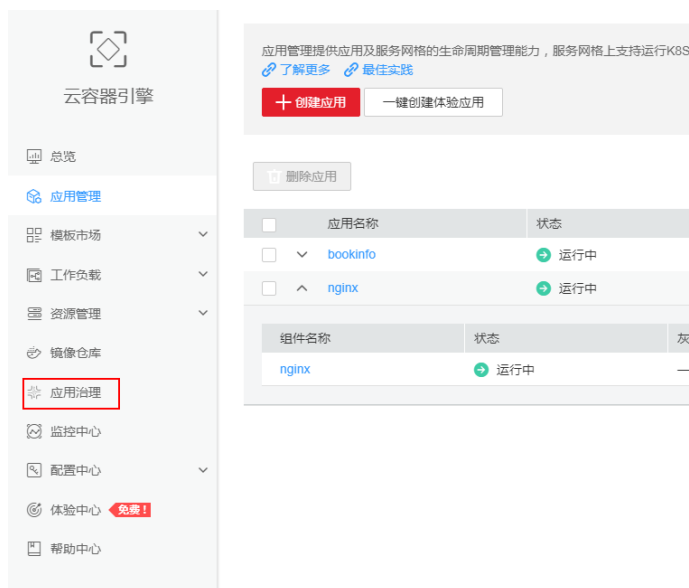 云容器引擎
总览
应用管理
模板市场
工作负载
资源管理
镜像仓库
应用治理
监控中心
配置中心
体验中心 免费！
帮助中心
应用管理提供应用及服务网格的生命周期管理能力，服务网格上支持运行K8S
了解更多 最佳实践
创建应用 一键创建体验应用
删除应用
应用名称 状态
bookinfo 运行中
nginx 运行中
组件名称 状态 灰
nginx 运行中 —